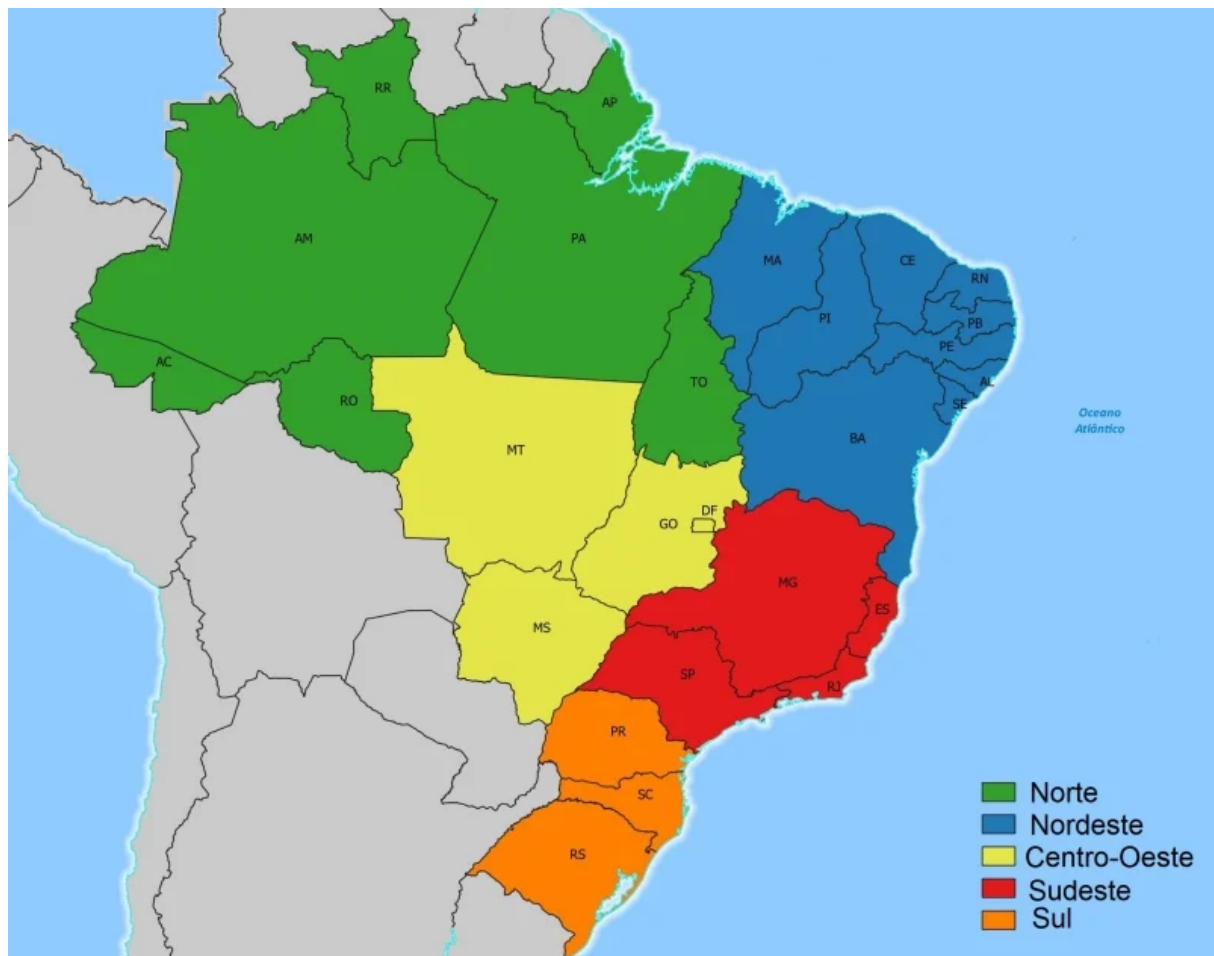 RR
AP
AM
PA
MA
CE
RN
PI
PB
PE
AC
TO
AL
RO
SE
BA
MT
DF
GO
Oceano
Atlântico
MG
ES
MS
SP
RJ
PR
SC
RS
Norte
Nordeste
Centro-Oeste
Sudeste
Sul